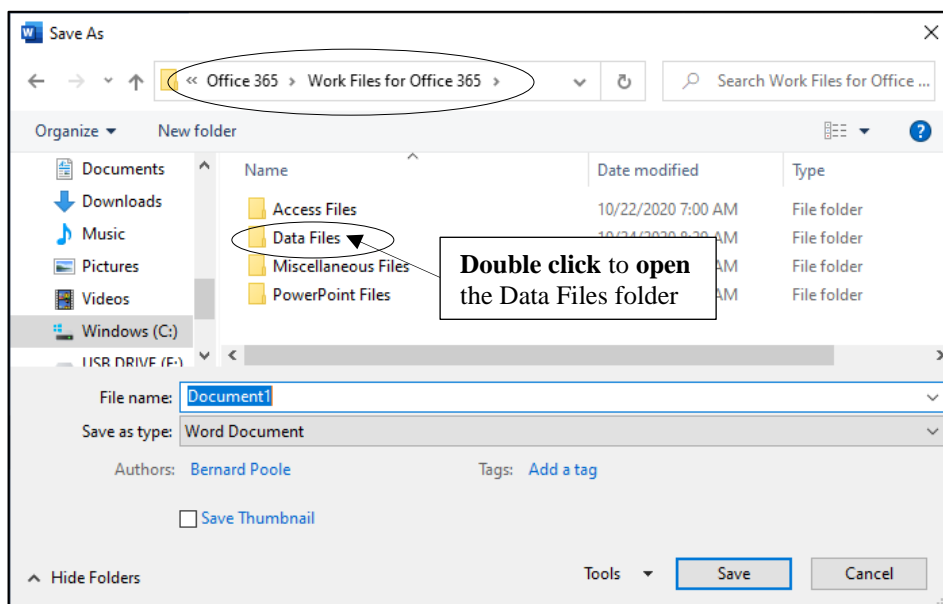 Save As
« Office 365 > Work Files for Office 365 >
Search Work Files for Office ...
Organize
New folder
?
Documents
Downloads
Music
Pictures
Videos
Windows (C:)
USB DRIVE (F:)
Name
Date modified
Type
Access Files
10/22/2020 7:00 AM
File folder
Data Files
AM
File folder
Miscellaneous Files
AM
File folder
PowerPoint Files
AM
File folder
Double click to open
the Data Files folder
File name: Document1
Save as type: Word Document
Authors: Bernard Poole
Tags: Add a tag
Save Thumbnail
Hide Folders
Tools
Save
Cancel